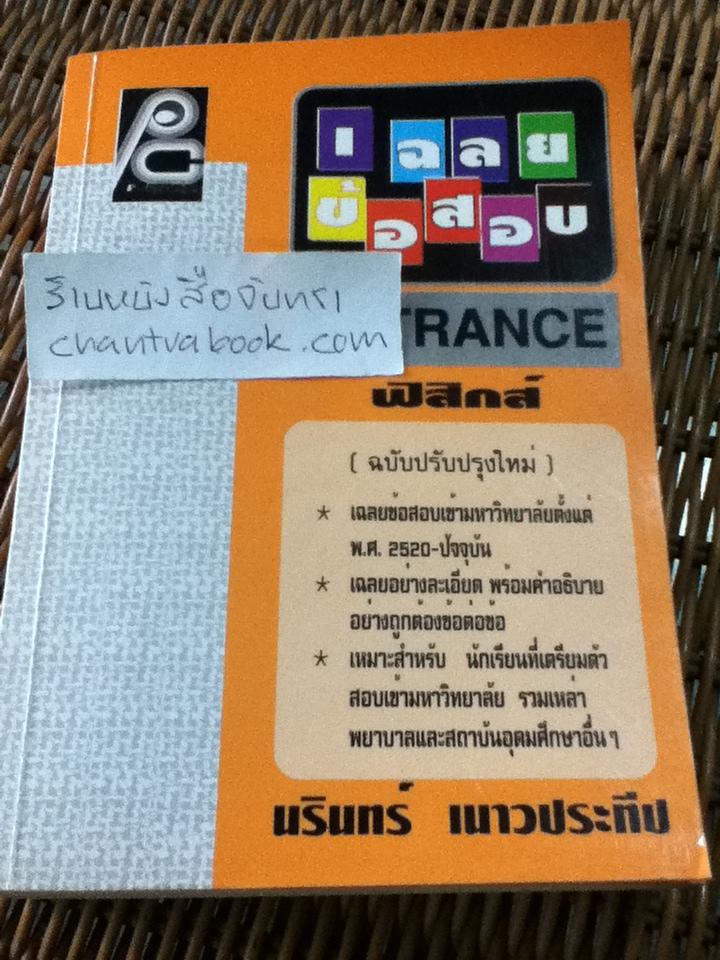 เฉลย
ข้อสอบ
ร้านหนังสือจันทรา
chantrabook.com
TRANCE
ฟิสิกส์
( ฉบับปรับปรุงใหม่ )
* เฉลยข้อสอบเข้ามหาวิทยาลัยตั้งแต่
พ.ศ. 2520-ปัจจุบัน
* เฉลยอย่างละเอียด พร้อมคำอธิบาย
อย่างถูกต้องข้อต่อข้อ
* เหมาะสำหรับ นักเรียนที่เตรียมตัว
สอบเข้ามหาวิทยาลัย รวมเหล่า
พยาบาลและสถาบันอุดมศึกษาอื่นๆ
นรินทร์ เนาวประทีป